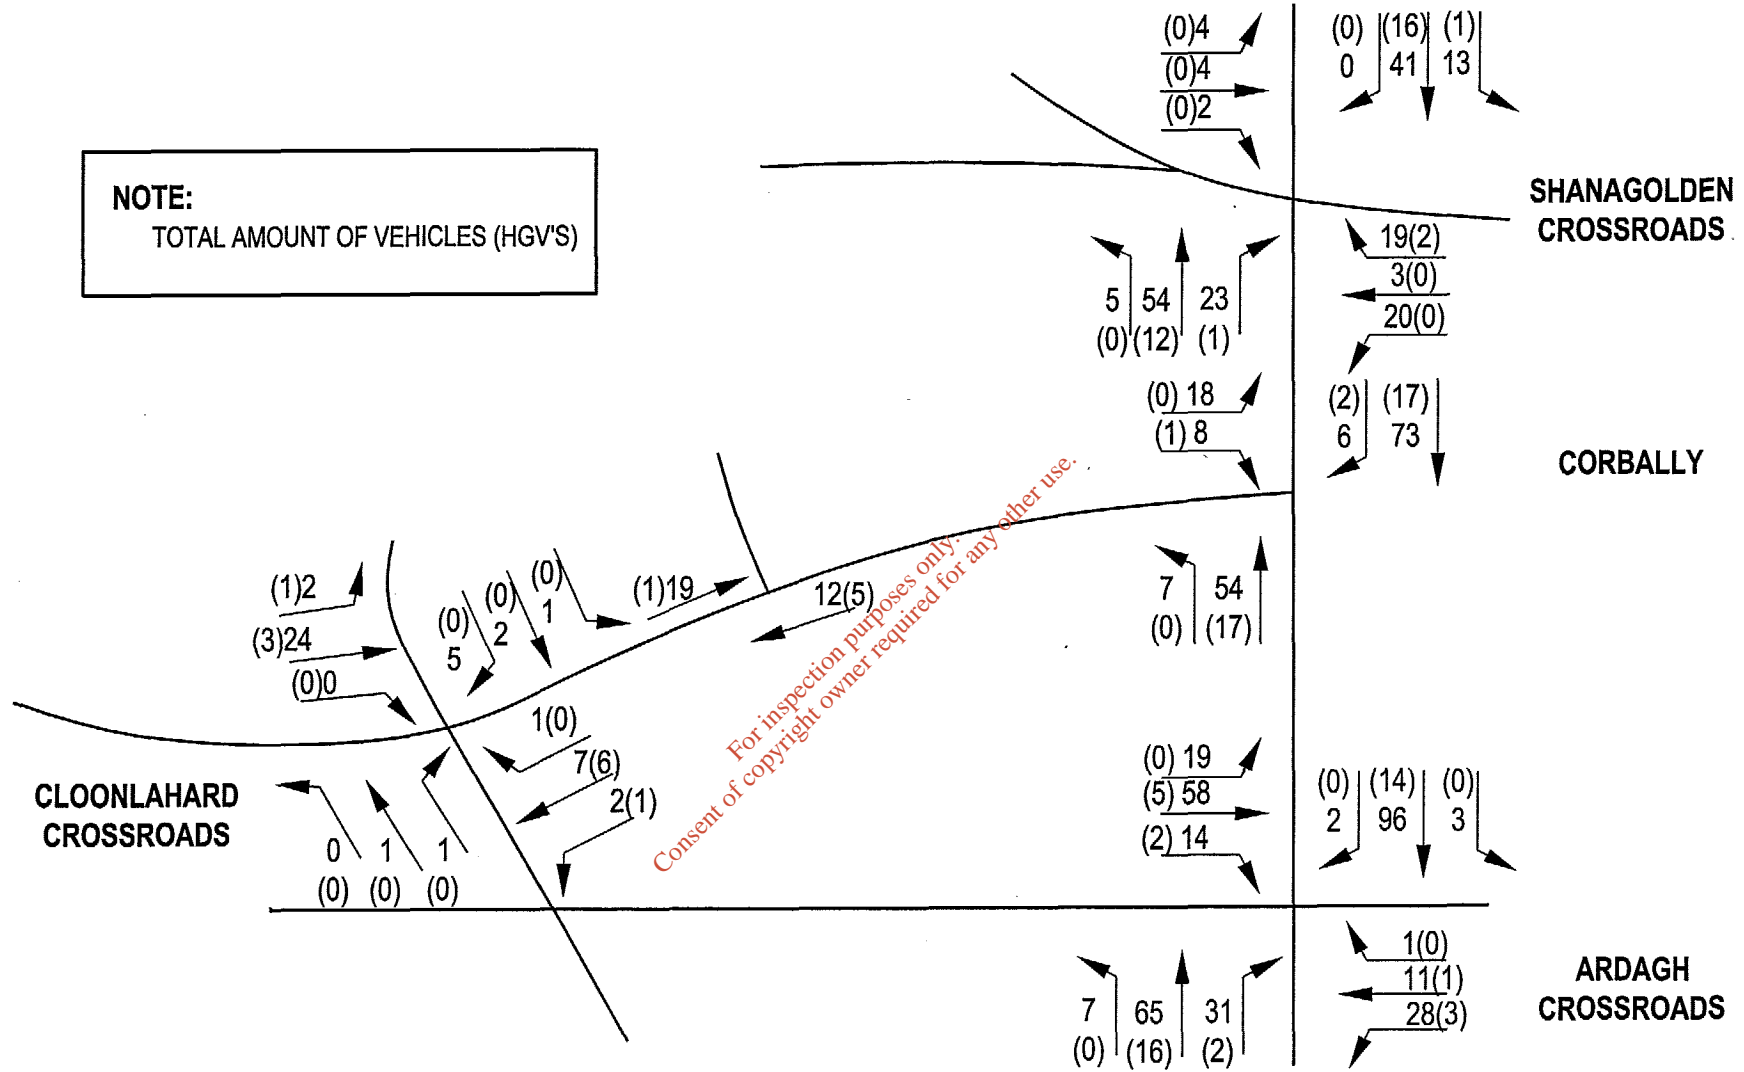 (0)4
(0)4
(0)2
(0) (16) (1)
0 41 13
NOTE:
TOTAL AMOUNT OF VEHICLES (HGV'S)
SHANAGOLDEN
CROSSROADS
19(2)
3(0)
20(0)
5 54 23
(0) (12) (1)
(0) 18
(1) 8
(2) (17)
6 73
CORBALLY
(1)2
(3)24
(0)0
(0) (0) (0)
5 2 1
(1)19
12(5)
7 54
(0) (17)
1(0)
7(6)
2(1)
CLOONLAHARD
CROSSROADS
0 1 1
(0) (0) (0)
(0) 19
(5) 58
(2) 14
(0) (14) (0)
2 96 3
1(0)
11(1)
28(3)
7 65 31
(0) (16) (2)
ARDAGH
CROSSROADS
For inspection purposes only.
Consent of copyright owner required for any other use.